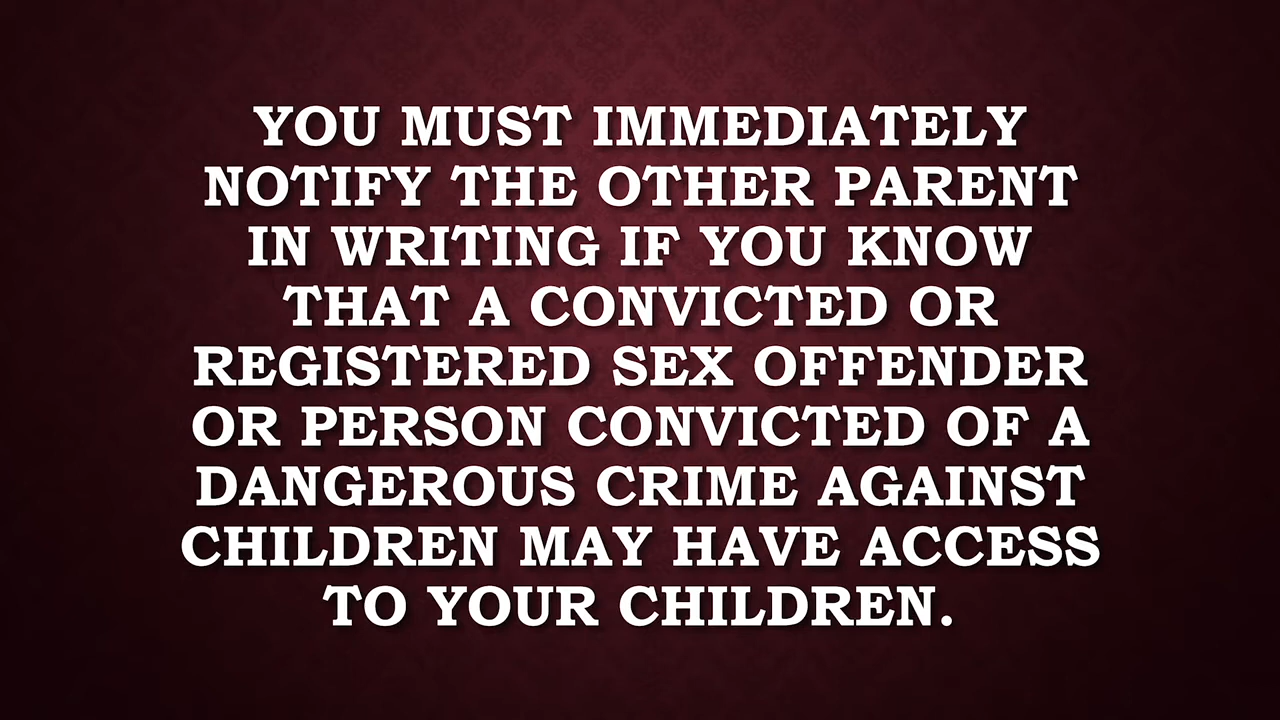 YOU MUST IMMEDIATELY
NOTIFY THE OTHER PARENT
IN WRITING IF YOU KNOW
THAT A CONVICTED OR
REGISTERED SEX OFFENDER
OR PERSON CONVICTED OF A
DANGEROUS CRIME AGAINST
CHILDREN MAY HAVE ACCESS
TO YOUR CHILDREN.